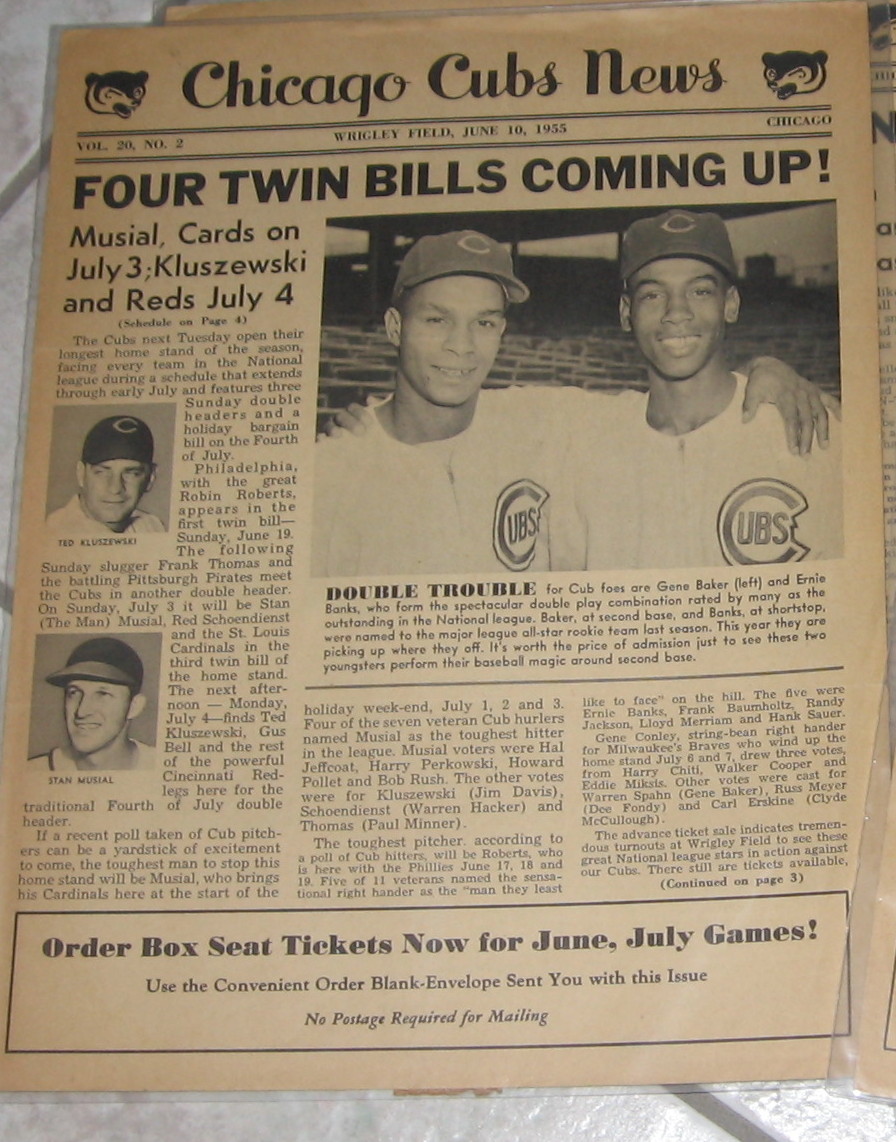 Chicago Cubs News
VOL. 20, NO. 2
WRIGLEY FIELD, JUNE 10, 1955
CHICAGO
FOUR TWIN BILLS COMING UP!
Musial, Cards on
July 3; Kluszewski
and Reds July 4
(Schedule on Page 4)
The Cubs next Tuesday open their
longest home stand of the season,
facing every team in the National
league during a schedule that extends
through early July and features three
Sunday double
headers and a
holiday bargain
bill on the Fourth
of July.
Philadelphia,
with the great
Robin Roberts,
appears in the
first twin bill—
Sunday, June 19.
The following
TED KLUSZEWSKI
Sunday slugger Frank Thomas and
the battling Pittsburgh Pirates meet
the Cubs in another double header.
On Sunday, July 3 it will be Stan
(The Man) Musial, Red Schoendienst
and the St. Louis
Cardinals in the
third twin bill of
the home stand.
The next after-
noon — Monday,
July 4—finds Ted
Kluszewski, Gus
Bell and the rest
of the powerful
Cincinnati Red-
legs here for the
STAN MUSIAL
traditional Fourth of July double
header.
If a recent poll taken of Cub pitch-
ers can be a yardstick of excitement
to come, the toughest man to stop this
home stand will be Musial, who brings
his Cardinals here at the start of the
C
C
CUBS
CUBS
C
DOUBLE TROUBLE for Cub foes are Gene Baker (left) and Ernie
Banks, who form the spectacular double play combination rated by many as the
outstanding in the National league. Baker, at second base, and Banks, at shortstop,
were named to the major league all-star rookie team last season. This year they are
picking up where they off. It's worth the price of admission just to see these two
youngsters perform their baseball magic around second base.
holiday week-end, July 1, 2 and 3.
Four of the seven veteran Cub hurlers
named Musial as the toughest hitter
in the league. Musial voters were Hal
Jeffcoat, Harry Perkowski, Howard
Pollet and Bob Rush. The other votes
were for Kluszewski (Jim Davis),
Schoendienst (Warren Hacker) and
Thomas (Paul Minner).
The toughest pitcher, according to
a poll of Cub hitters, will be Roberts, who
is here with the Phillies June 17, 18 and
19. Five of 11 veterans named the sensa-
tional right hander as the "man they least
like to face" on the hill. The five were
Ernie Banks, Frank Baumholtz, Randy
Jackson, Lloyd Merriam and Hank Sauer.
Gene Conley, string-bean right hander
for Milwaukee's Braves who wind up the
home stand July 6 and 7, drew three votes,
from Harry Chiti, Walker Cooper and
Eddie Miksis. Other votes were cast for
Warren Spahn (Gene Baker), Russ Meyer
(Dee Fondy) and Carl Erskine (Clyde
McCullough).
The advance ticket sale indicates tremen-
dous turnouts at Wrigley Field to see these
great National league stars in action against
our Cubs. There still are tickets available,
(Continued on page 3)
Order Box Seat Tickets Now for June, July Games!
Use the Convenient Order Blank-Envelope Sent You with this Issue
No Postage Required for Mailing